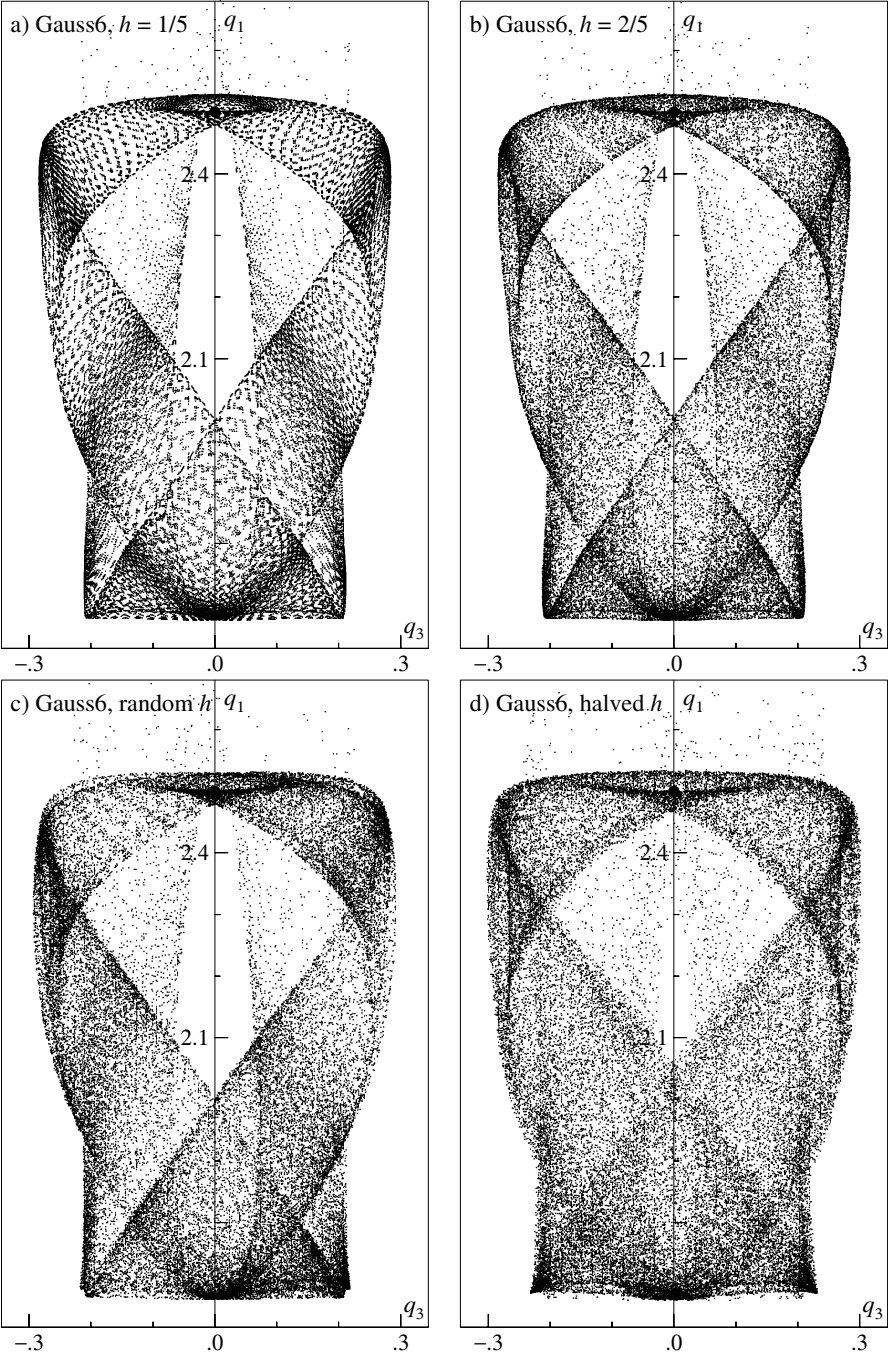 a) Gauss6, h = 1/5 q₁
2.4
2.1
q₃
−.3 .0 .3
b) Gauss6, h = 2/5 q₁
2.4
2.1
q₃
−.3 .0 .3
c) Gauss6, random h q₁
2.4
2.1
q₃
−.3 .0 .3
d) Gauss6, halved h q₁
2.4
2.1
q₃
−.3 .0 .3